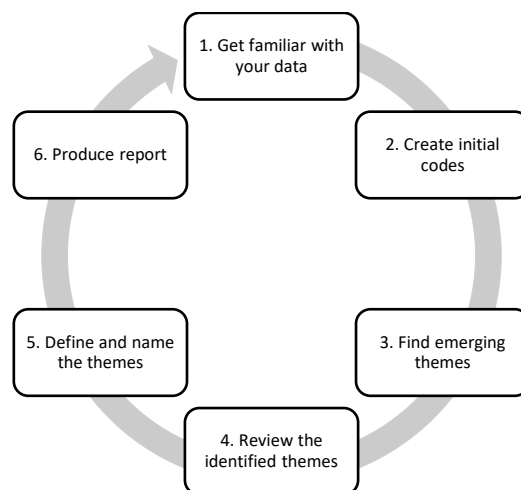 1. Get familiar with
your data
2. Create initial
codes
3. Find emerging
themes
4. Review the
identified themes
5. Define and name
the themes
6. Produce report